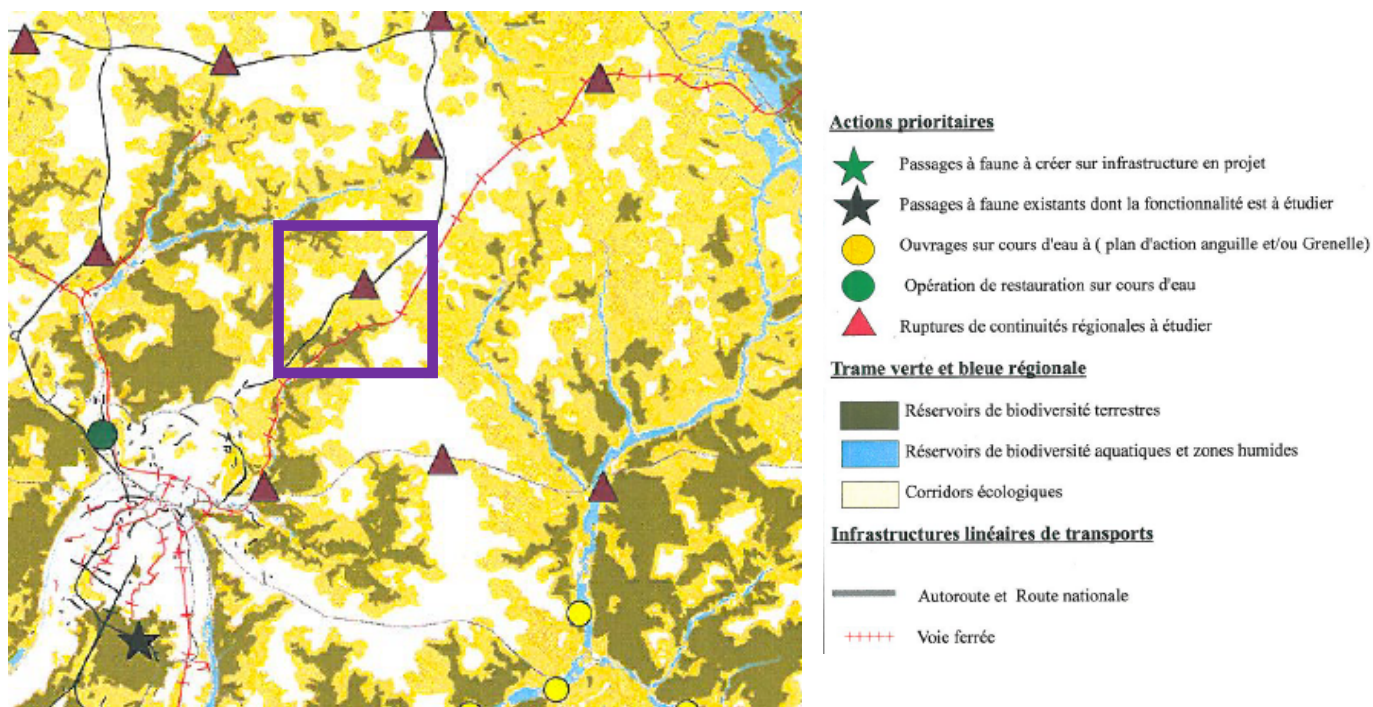 Actions prioritaires
Passages à faune à créer sur infrastructure en projet
Passages à faune existants dont la fonctionnalité est à étudier
Ouvrages sur cours d'eau à ( plan d'action anguille et/ou Grenelle)
Opération de restauration sur cours d'eau
Ruptures de continuités régionales à étudier
Trame verte et bleue régionale
Réservoirs de biodiversité terrestres
Réservoirs de biodiversité aquatiques et zones humides
Corridors écologiques
Infrastructures linéaires de transports
Autoroute et Route nationale
Voie ferrée